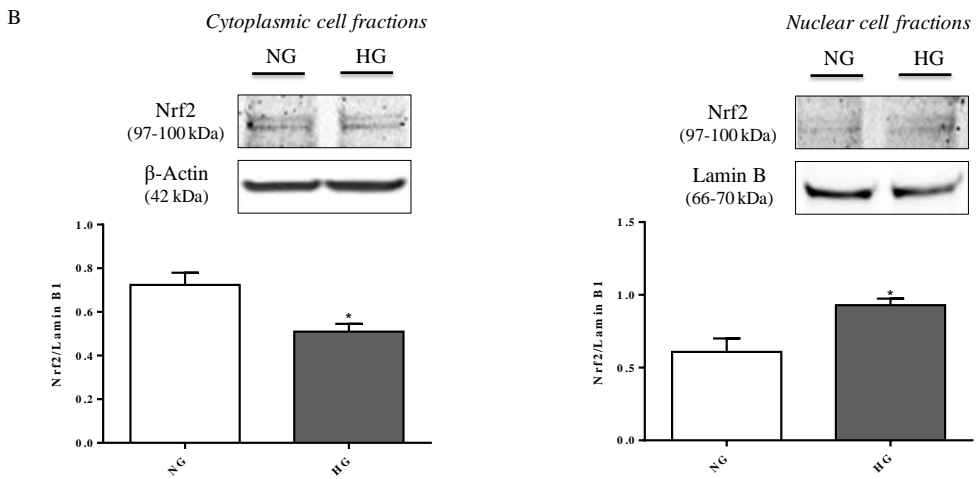 B
Cytoplasmic cell fractions
NG HG
Nrf2
(97-100 kDa)
β-Actin
(42 kDa)
Nrf2/Lamin B1
1.0
0.8
0.6
0.4
0.2
0.0
*
NG HG
Nuclear cell fractions
NG HG
Nrf2
(97-100 kDa)
Lamin B
(66-70 kDa)
Nrf2/Lamin B1
1.5
1.0
0.5
0.0
*
NG HG